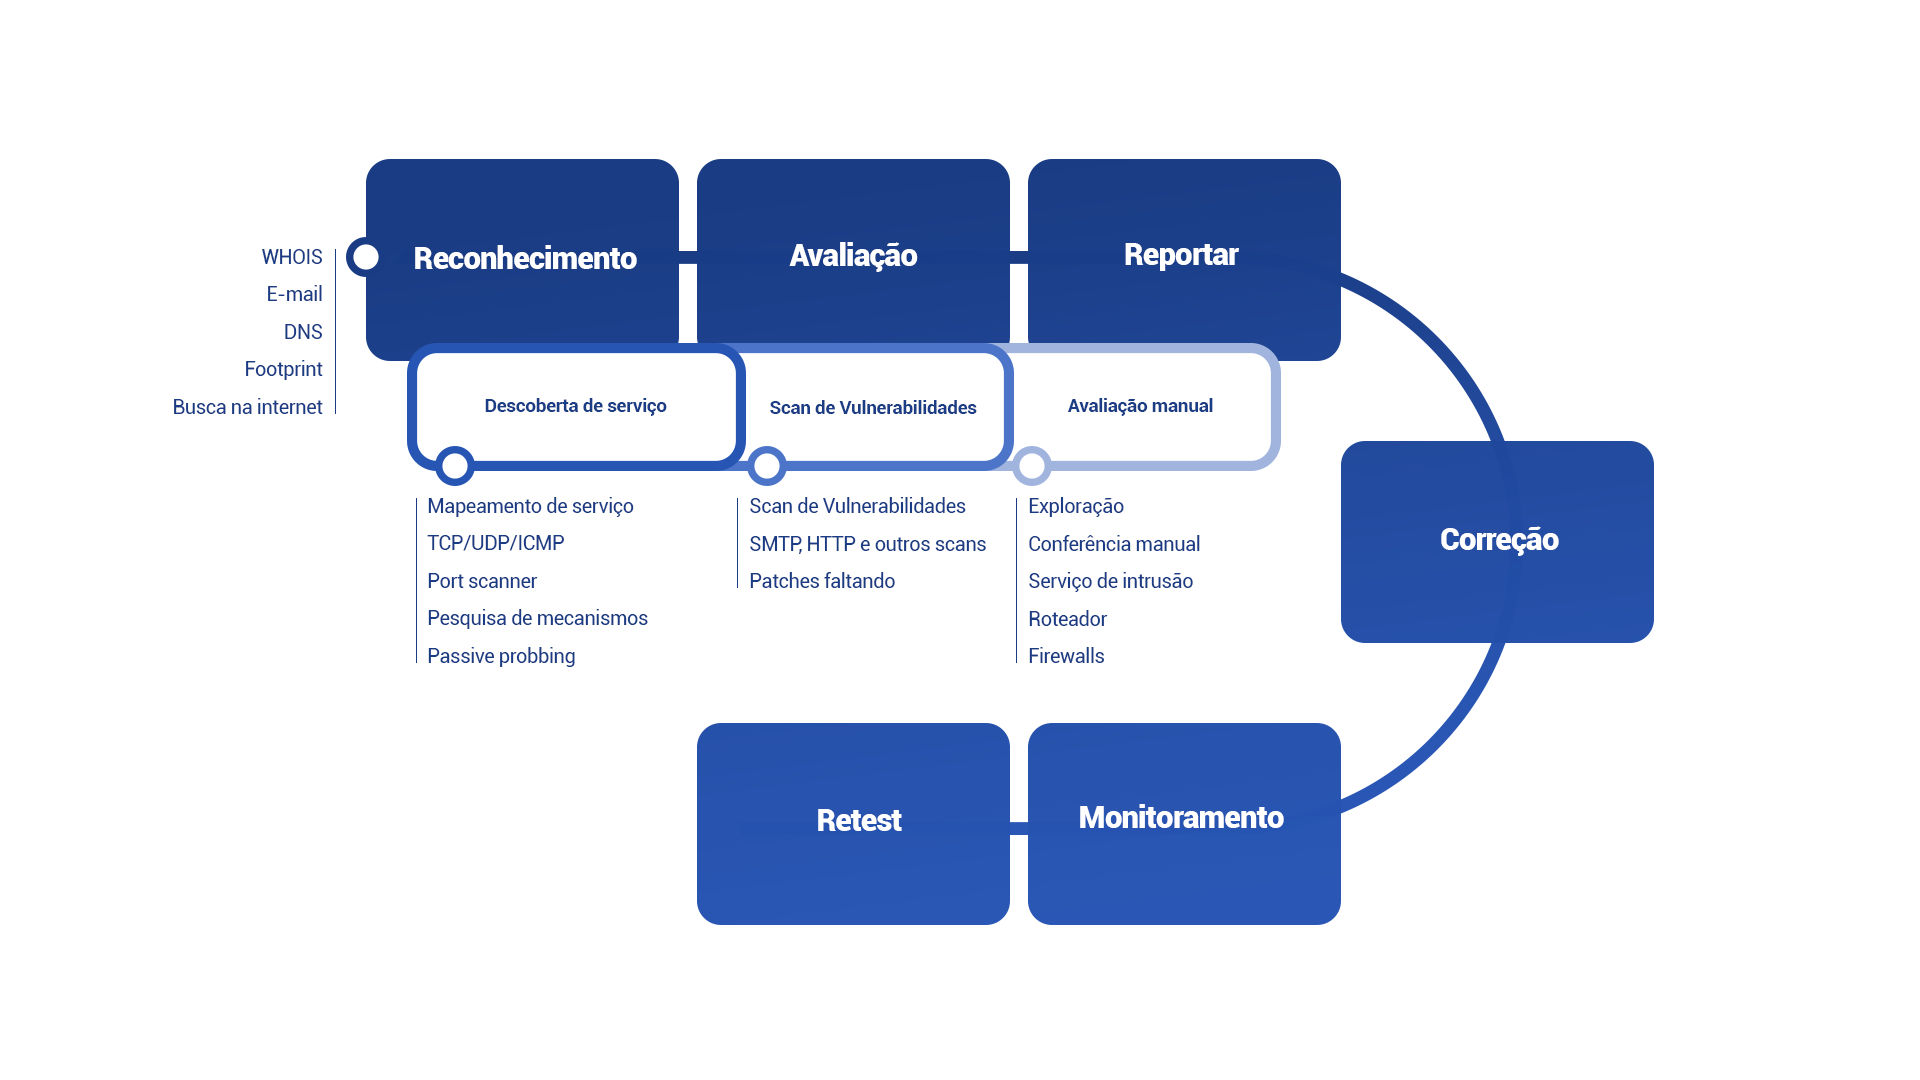 Reconhecimento
Avaliação
Reportar
WHOIS
E-mail
DNS
Footprint
Busca na internet
Descoberta de serviço
Scan de Vulnerabilidades
Avaliação manual
Mapeamento de serviço
TCP/UDP/ICMP
Port scanner
Pesquisa de mecanismos
Passive probbing
Scan de Vulnerabilidades
SMTP, HTTP e outros scans
Patches faltando
Exploração
Conferência manual
Serviço de intrusão
Roteador
Firewalls
Correção
Monitoramento
Retest